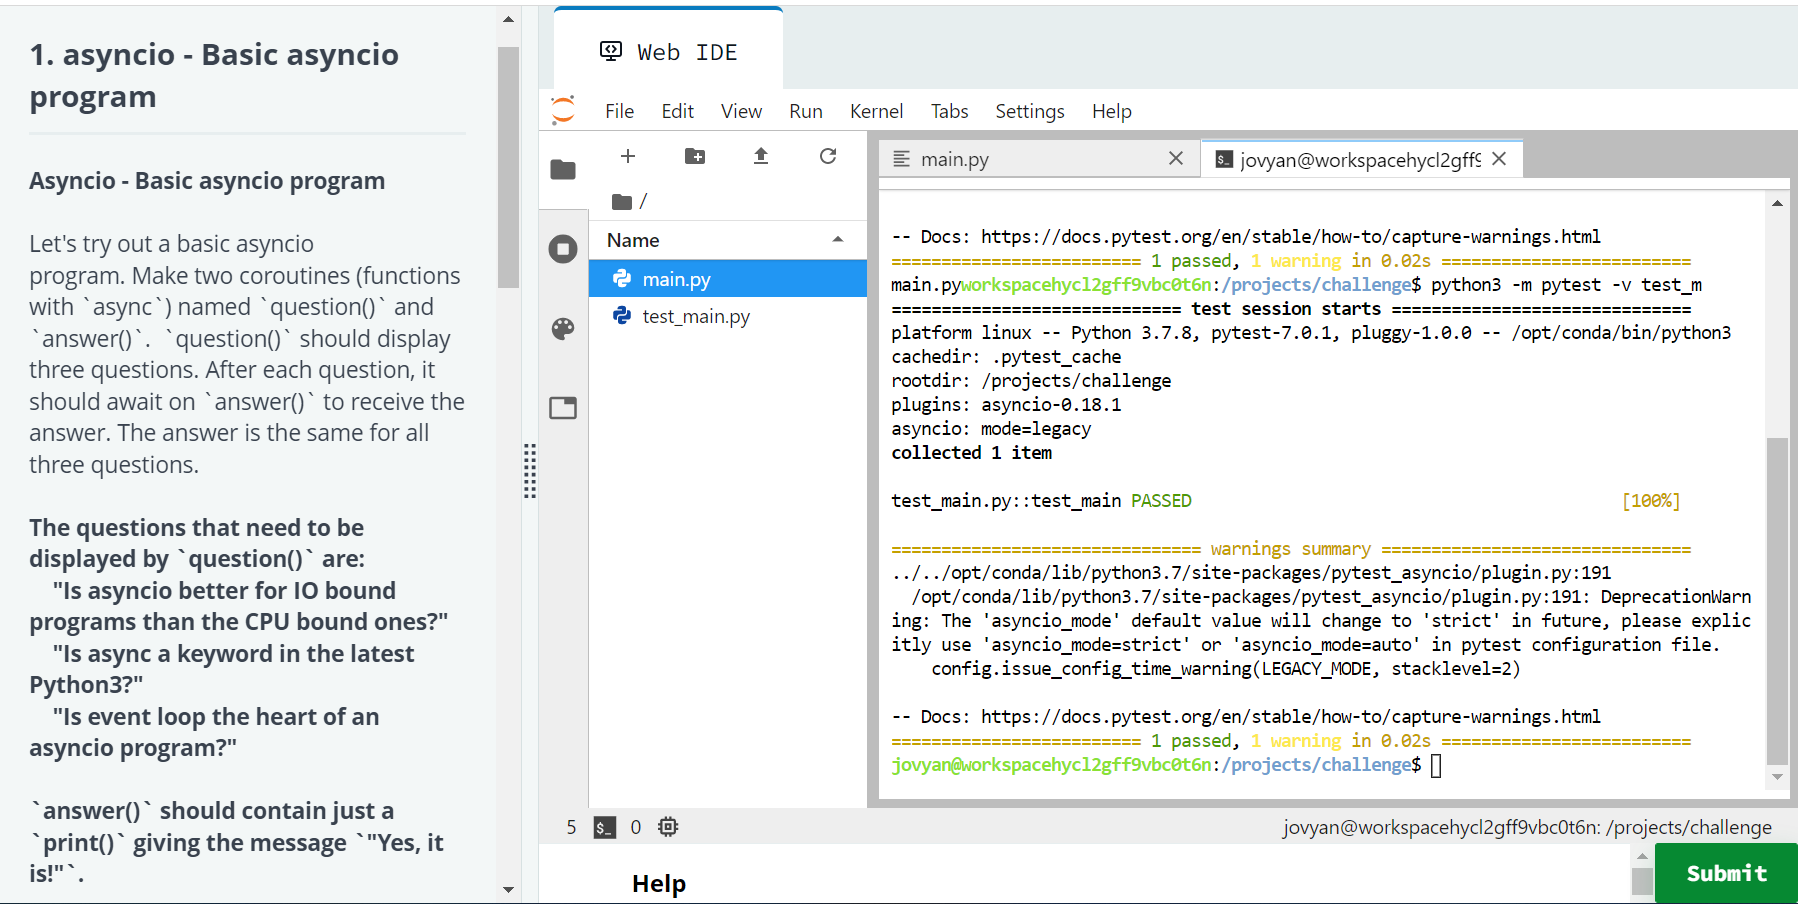 1. asyncio - Basic asyncio
program
Asyncio - Basic asyncio program
Let's try out a basic asyncio
program. Make two coroutines (functions
with `async`) named `question()` and
`answer()`.  `question()` should display
three questions. After each question, it
should await on `answer()` to receive the
answer. The answer is the same for all
three questions.
The questions that need to be
displayed by `question()` are:
"Is asyncio better for IO bound
programs than the CPU bound ones?"
"Is async a keyword in the latest
Python3?"
"Is event loop the heart of an
asyncio program?"
`answer()` should contain just a
`print()` giving the message `"Yes, it
is!"`.
Web IDE
File Edit View Run Kernel Tabs Settings Help
/
Name
main.py
test_main.py
main.py
jovyan@workspacehycl2gff9
-- Docs: https://docs.pytest.org/en/stable/how-to/capture-warnings.html
========================= 1 passed, 1 warning in 0.02s =========================
main.pyworkspacehycl2gff9vbc0t6n:/projects/challenge$ python3 -m pytest -v test_m
============================= test session starts ==============================
platform linux -- Python 3.7.8, pytest-7.0.1, pluggy-1.0.0 -- /opt/conda/bin/python3
cachedir: .pytest_cache
rootdir: /projects/challenge
plugins: asyncio-0.18.1
asyncio: mode=legacy
collected 1 item
test_main.py::test_main PASSED [100%]
=============================== warnings summary ===============================
../../opt/conda/lib/python3.7/site-packages/pytest_asyncio/plugin.py:191
/opt/conda/lib/python3.7/site-packages/pytest_asyncio/plugin.py:191: DeprecationWarn
ing: The 'asyncio_mode' default value will change to 'strict' in future, please explic
itly use 'asyncio_mode=strict' or 'asyncio_mode=auto' in pytest configuration file.
config.issue_config_time_warning(LEGACY_MODE, stacklevel=2)
-- Docs: https://docs.pytest.org/en/stable/how-to/capture-warnings.html
========================= 1 passed, 1 warning in 0.02s =========================
jovyan@workspacehycl2gff9vbc0t6n:/projects/challenge$
5 $_ 0 jovyan@workspacehycl2gff9vbc0t6n: /projects/challenge
Help
Submit